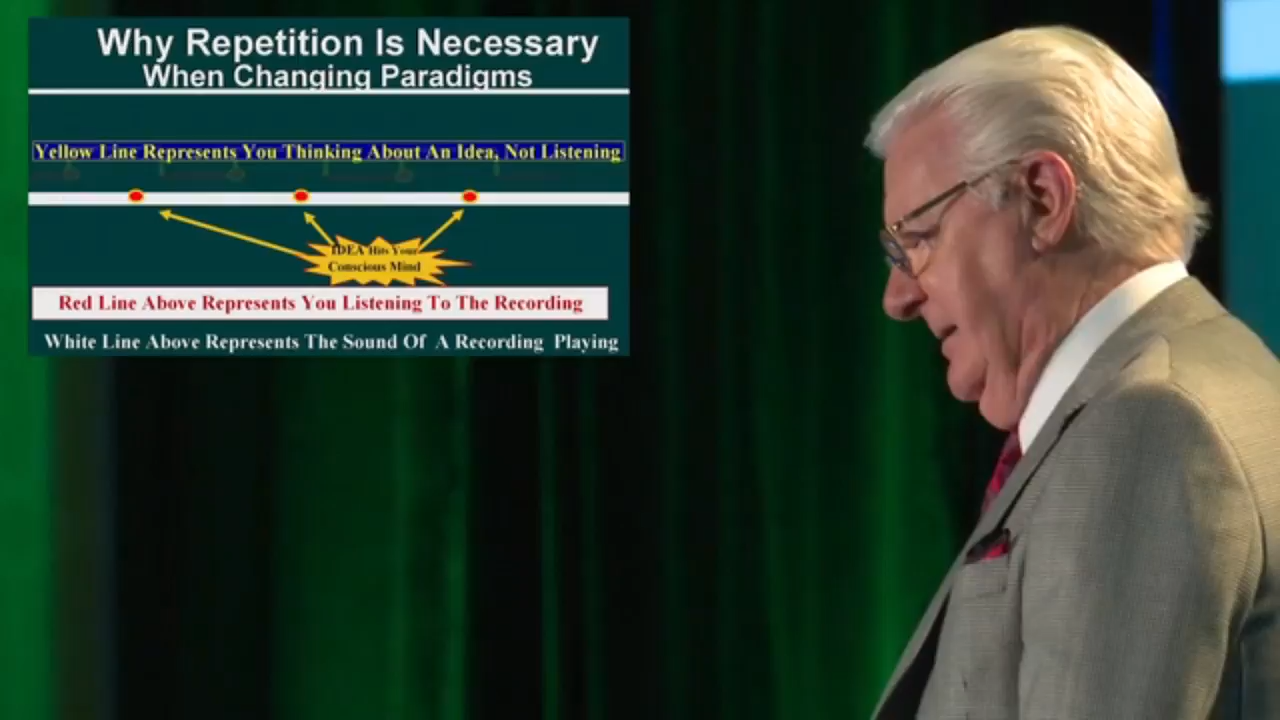 Why Repetition Is Necessary
When Changing Paradigms
Yellow Line Represents You Thinking About An Idea, Not Listening
IDEA Hits Your
Conscious Mind
Red Line Above Represents You Listening To The Recording
White Line Above Represents The Sound Of A Recording Playing